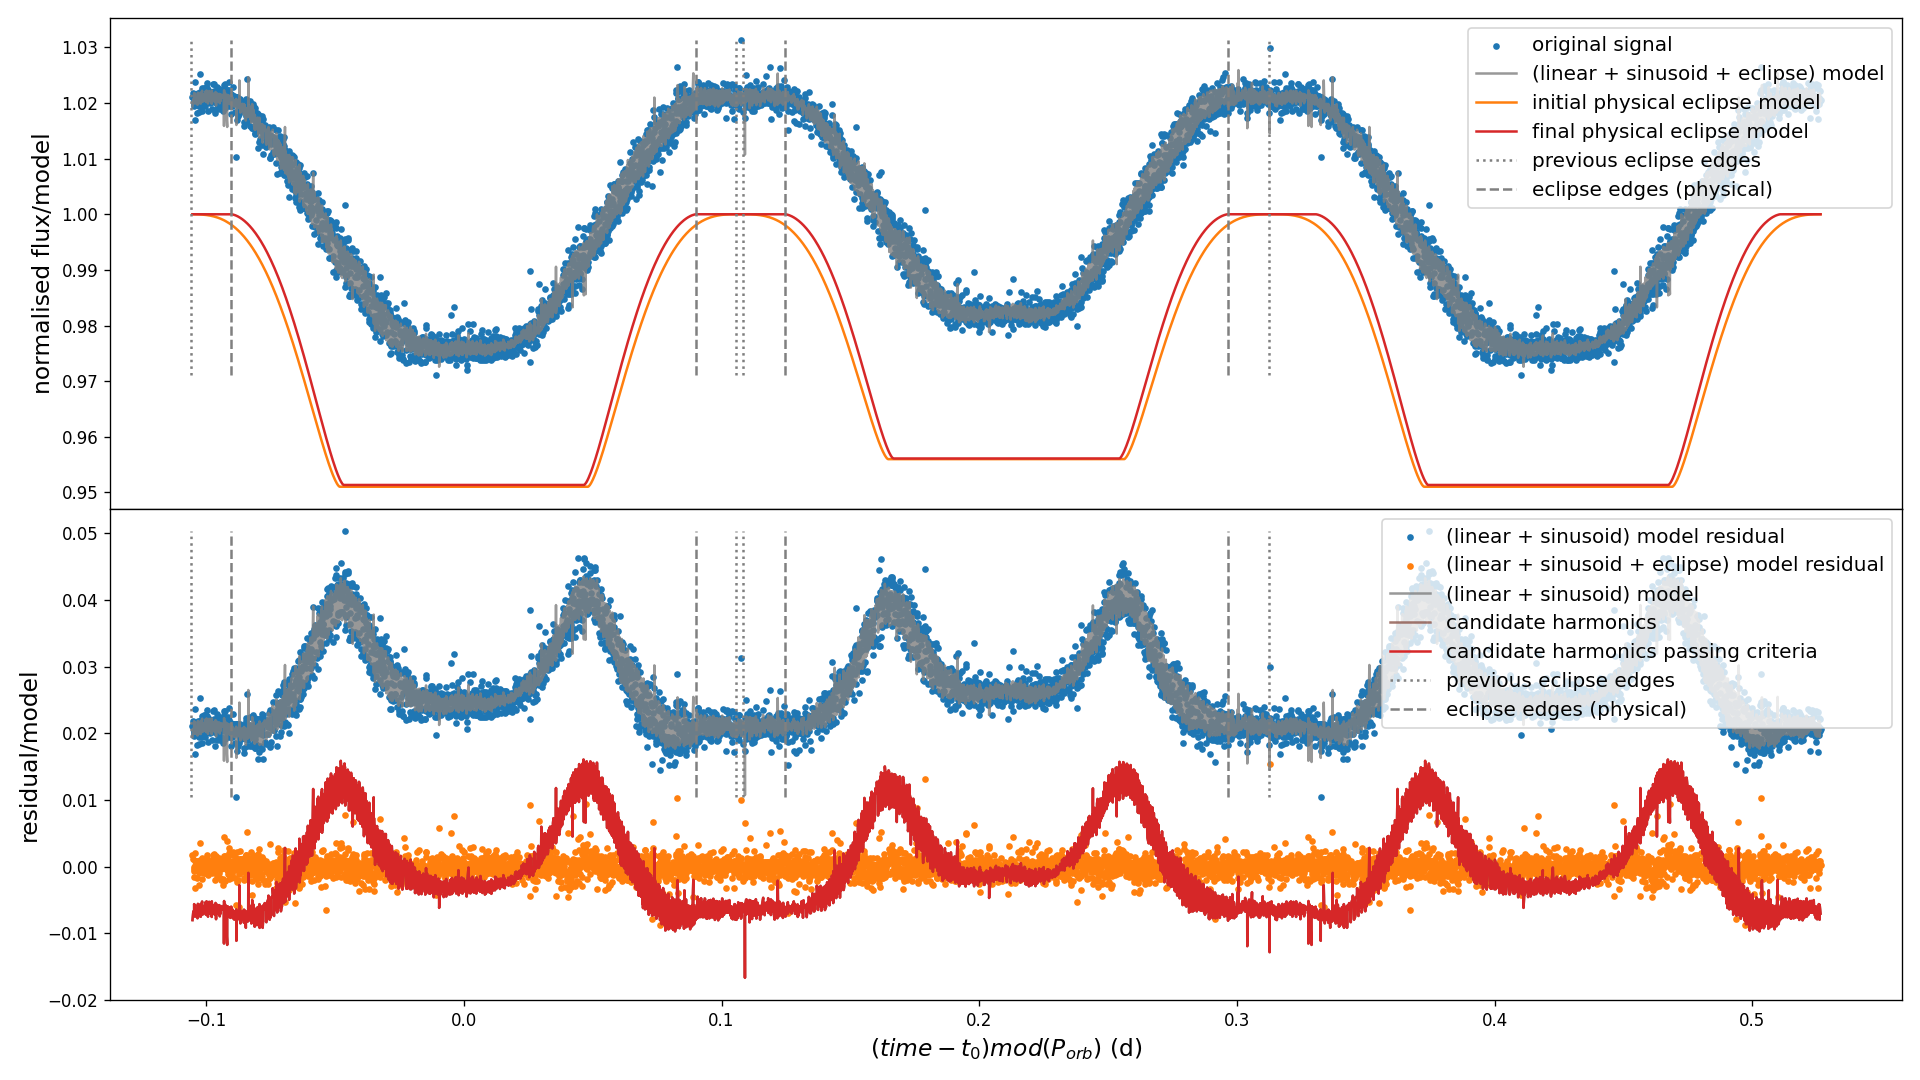 original signal
(linear + sinusoid + eclipse) model
initial physical eclipse model
final physical eclipse model
previous eclipse edges
eclipse edges (physical)
normalised flux/model
1.03
1.02
1.01
1.00
0.99
0.98
0.97
0.96
0.95
(linear + sinusoid) model residual
(linear + sinusoid + eclipse) model residual
(linear + sinusoid) model
candidate harmonics
candidate harmonics passing criteria
previous eclipse edges
eclipse edges (physical)
residual/model
0.05
0.04
0.03
0.02
0.01
0.00
−0.01
−0.02
−0.1 0.0 0.1 0.2 0.3 0.4 0.5
(time − t₀)mod(P_orb) (d)